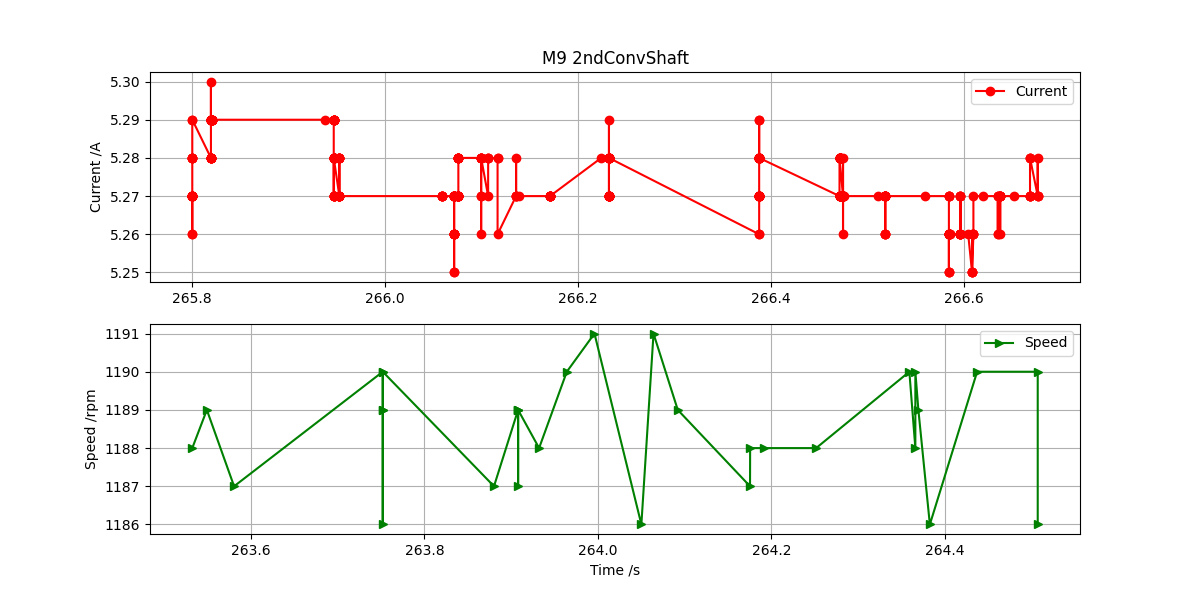 M9 2ndConvShaft
5.30
5.29
5.28
5.27
5.26
5.25
Current /A
Current
265.8 266.0 266.2 266.4 266.6
1191
1190
1189
1188
1187
1186
Speed /rpm
Speed
263.6 263.8 264.0 264.2 264.4
Time /s